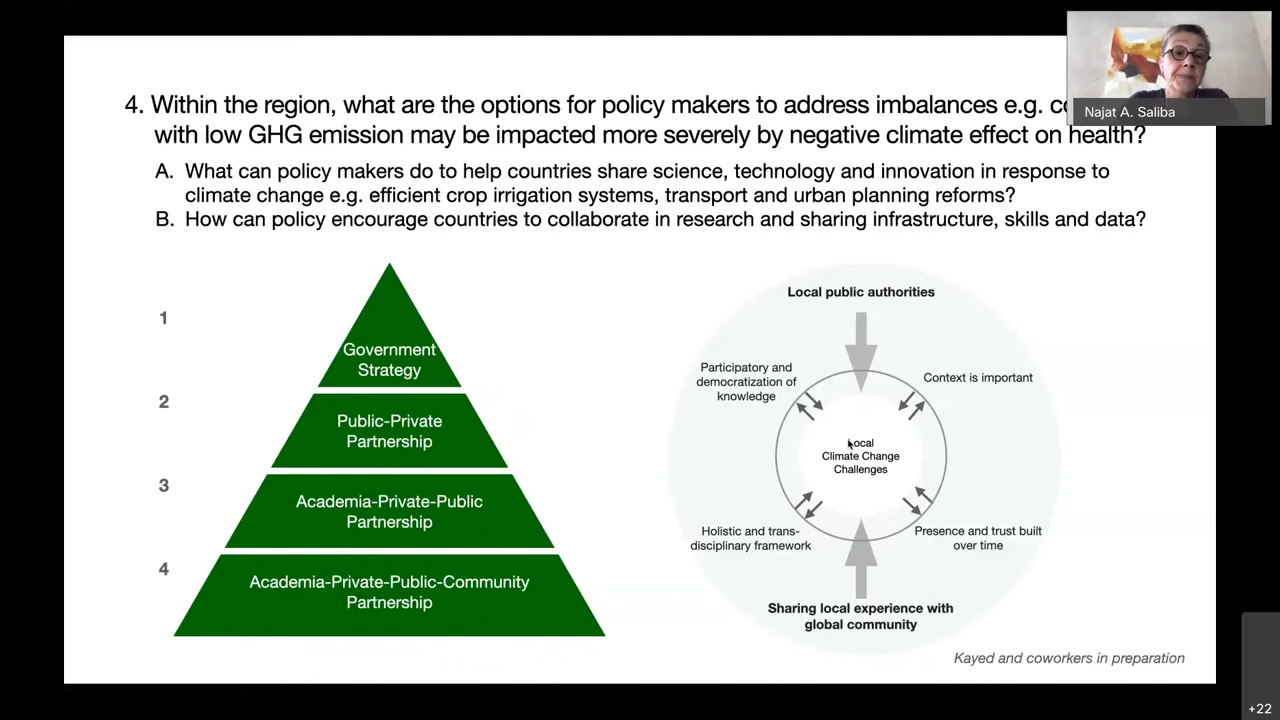 Najat A. Saliba
4. Within the region, what are the options for policy makers to address imbalances e.g.
with low GHG emission may be impacted more severely by negative climate effect on health?
A. What can policy makers do to help countries share science, technology and innovation in response to
climate change e.g. efficient crop irrigation systems, transport and urban planning reforms?
B. How can policy encourage countries to collaborate in research and sharing infrastructure, skills and data?
1
Government
Strategy
2
Public-Private
Partnership
3
Academia-Private-Public
Partnership
4
Academia-Private-Public-Community
Partnership
Local public authorities
Participatory and
democratization of
knowledge
Context is important
Local
Climate Change
Challenges
Holistic and trans-
disciplinary framework
Presence and trust built
over time
Sharing local experience with
global community
Kayed and coworkers in preparation
+22